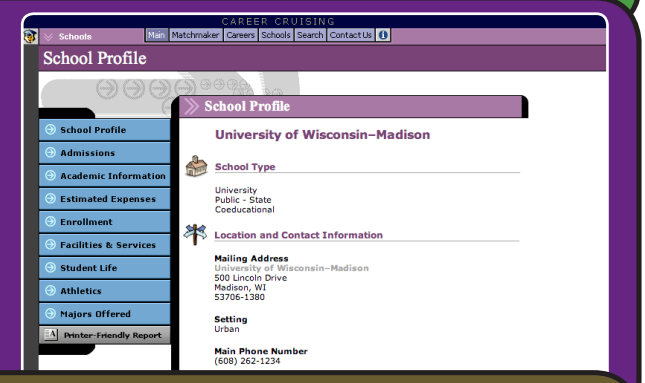 CAREER CRUISING
Schools
Main Matchmaker Careers Schools Search Contact Us i
School Profile
School Profile
School Profile
Admissions
Academic Information
Estimated Expenses
Enrollment
Facilities & Services
Student Life
Athletics
Majors Offered
Printer-Friendly Report
University of Wisconsin–Madison
School Type
University
Public - State
Coeducational
Location and Contact Information
Mailing Address
University of Wisconsin–Madison
500 Lincoln Drive
Madison, WI
53706-1380
Setting
Urban
Main Phone Number
(608) 262-1234